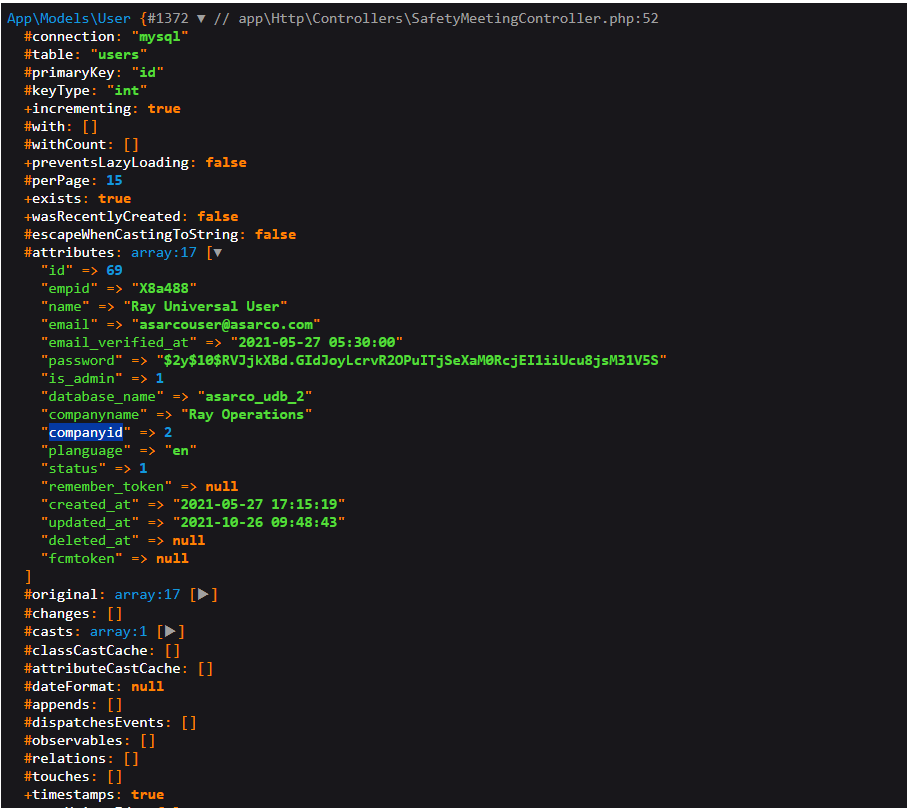 App\Models\User {#1372 ▼ // app\Http\Controllers\SafetyMeetingController.php:52
#connection: "mysql"
#table: "users"
#primaryKey: "id"
#keyType: "int"
+incrementing: true
#with: []
#withCount: []
+preventsLazyLoading: false
#perPage: 15
+exists: true
+wasRecentlyCreated: false
#escapeWhenCastingToString: false
#attributes: array:17 [▼
"id" => 69
"empid" => "X8a488"
"name" => "Ray Universal User"
"email" => "asarcouser@asarco.com"
"email_verified_at" => "2021-05-27 05:30:00"
"password" => "$2y$10$RVJjkXBd.GIdJoyLcrvR2OPuITjSeXaM0RcjEI1iiUcu8jsM31V5S"
"is_admin" => 1
"database_name" => "asarco_udb_2"
"companyname" => "Ray Operations"
"companyid" => 2
"planguage" => "en"
"status" => 1
"remember_token" => null
"created_at" => "2021-05-27 17:15:19"
"updated_at" => "2021-10-26 09:48:43"
"deleted_at" => null
"fcmtoken" => null
]
#original: array:17 [▶]
#changes: []
#casts: array:1 [▶]
#classCastCache: []
#attributeCastCache: []
#dateFormat: null
#appends: []
#dispatchesEvents: []
#observables: []
#relations: []
#touches: []
+timestamps: true